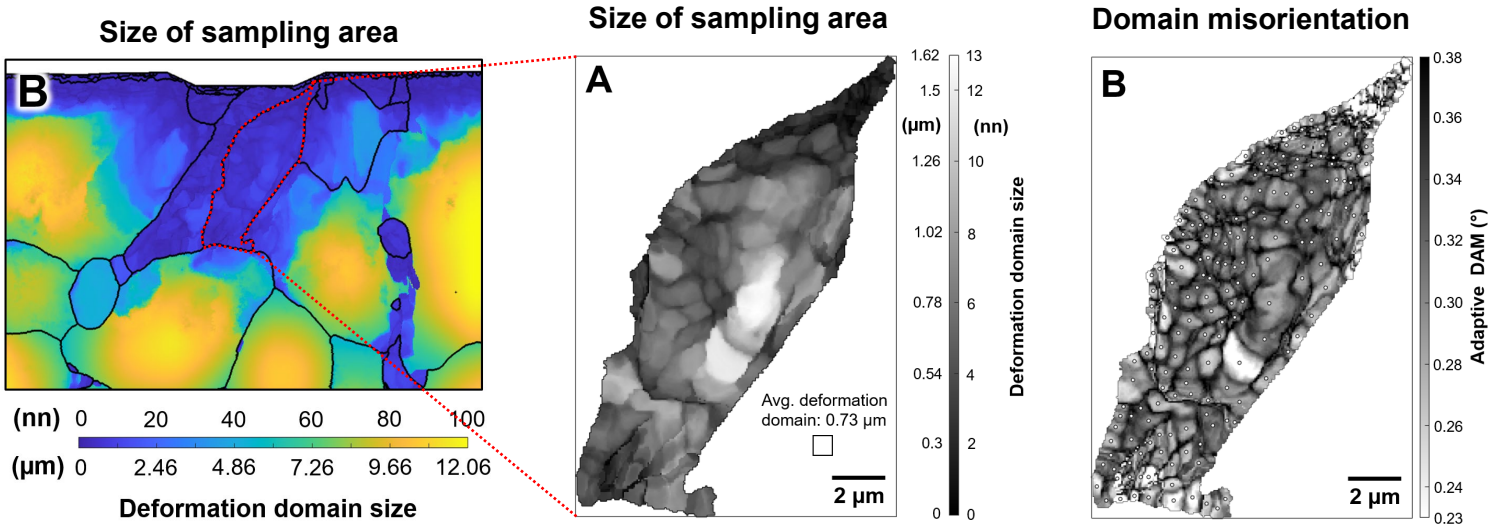 Size of sampling area
B
(nn) 0 20 40 60 80 100
(μm) 0 2.46 4.86 7.26 9.66 12.06
Deformation domain size
Size of sampling area
A
1.62 13
1.5 12
(μm) (nn)
1.26 10
1.02 8
0.78 6
0.54 4
0.3 2
0 0
Deformation domain size
Avg. deformation
domain: 0.73 μm
2 μm
Domain misorientation
B
0.38
0.36
0.34
0.32
0.30
0.28
0.26
0.24
0.23
Adaptive DAM (°)
2 μm